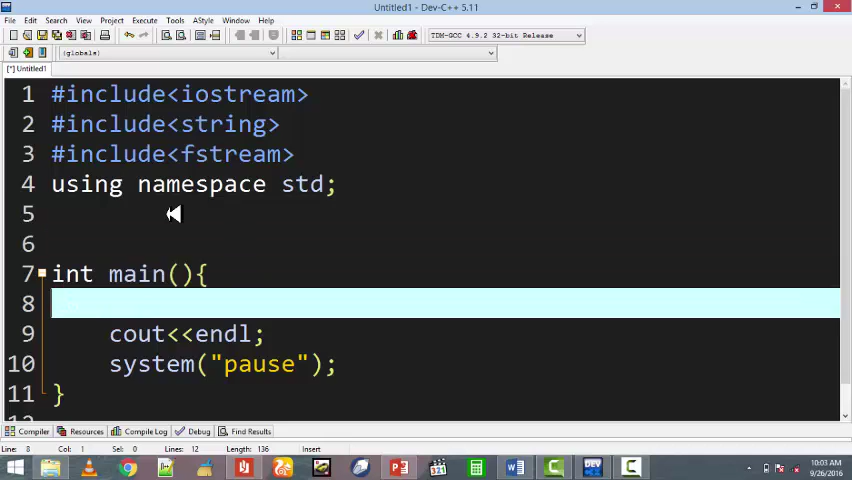 Untitled1 - Dev-C++ 5.11
File Edit Search View Project Execute Tools AStyle Window Help
TDM-GCC 4.9.2 32-bit Release
(globals)
[*] Untitled1
1 #include<iostream>
2 #include<string>
3 #include<fstream>
4 using namespace std;
5
6
7 int main(){
8
9 cout<<endl;
10 system("pause");
11 }
Compiler Resources Compile Log Debug Find Results
Line: 8 Col: 1 Sel: 0 Lines: 12 Length: 136 Insert
10:03 AM
9/26/2016